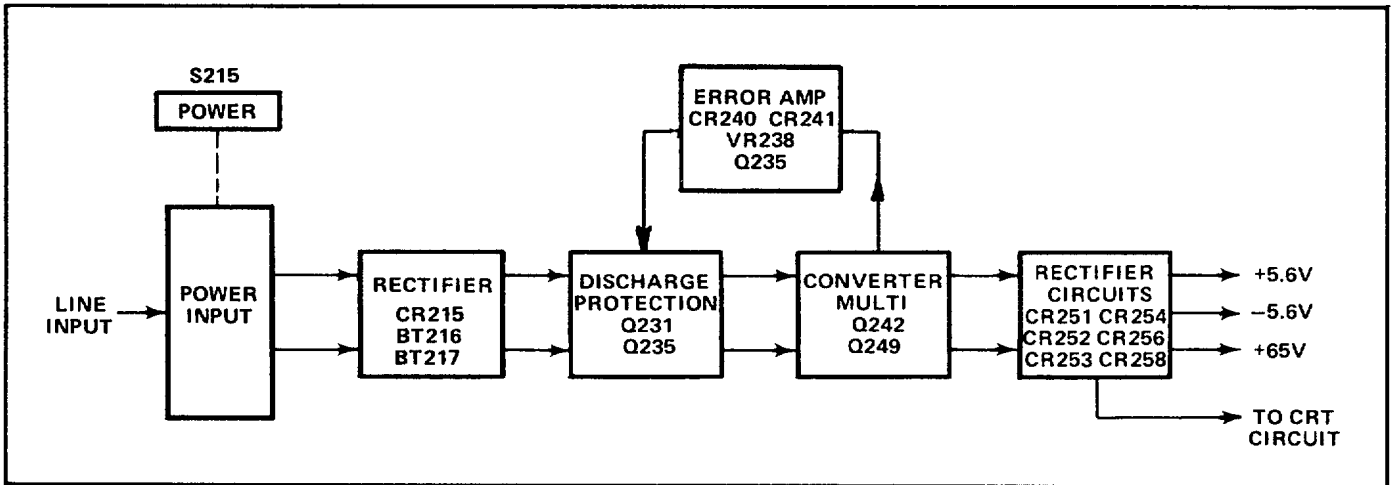 S215
POWER
ERROR AMP
CR240 CR241
VR238
Q235
LINE
INPUT
POWER
INPUT
RECTIFIER
CR215
BT216
BT217
DISCHARGE
PROTECTION
Q231
Q235
CONVERTER
MULTI
Q242
Q249
RECTIFIER
CIRCUITS
CR251 CR254
CR252 CR256
CR253 CR258
+5.6V
-5.6V
+65V
TO CRT
CIRCUIT